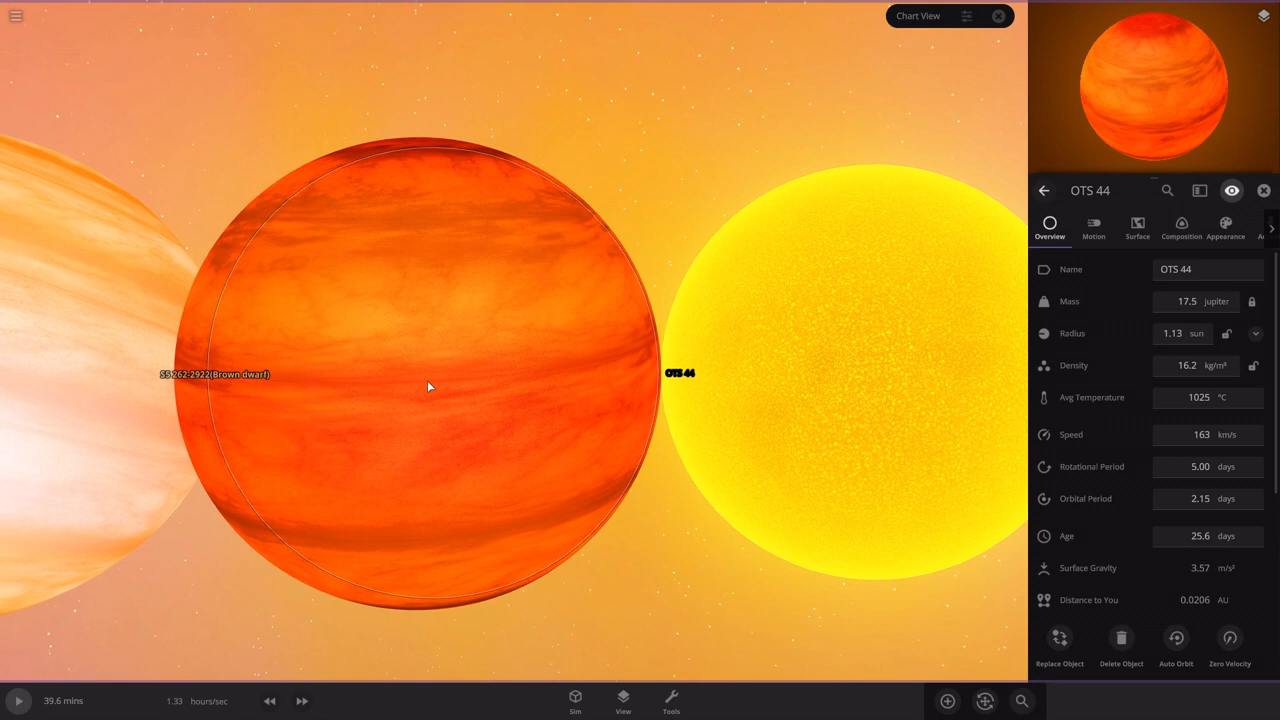 Chart View
OTS 44
Overview Motion Surface Composition Appearance
Name OTS 44
Mass 17.5 jupiter
Radius 1.13 sun
Density 16.2 kg/m³
Avg Temperature 1025 °C
Speed 163 km/s
Rotational Period 5.00 days
Orbital Period 2.15 days
Age 25.6 days
Surface Gravity 3.57 m/s²
Distance to You 0.0206 AU
Replace Object Delete Object Auto Orbit Zero Velocity
(Brown dwarf)
OTS 44
39.6 mins 1.33 hours/sec
Sim View Tools